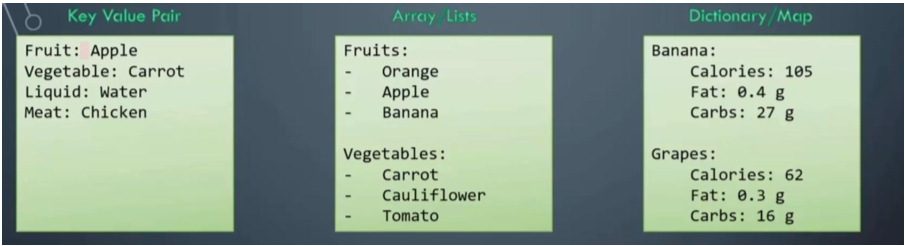 Key Value Pair
Fruit: Apple
Vegetable: Carrot
Liquid: Water
Meat: Chicken
Array/Lists
Fruits:
- Orange
- Apple
- Banana
Vegetables:
- Carrot
- Cauliflower
- Tomato
Dictionary/Map
Banana:
Calories: 105
Fat: 0.4 g
Carbs: 27 g
Grapes:
Calories: 62
Fat: 0.3 g
Carbs: 16 g